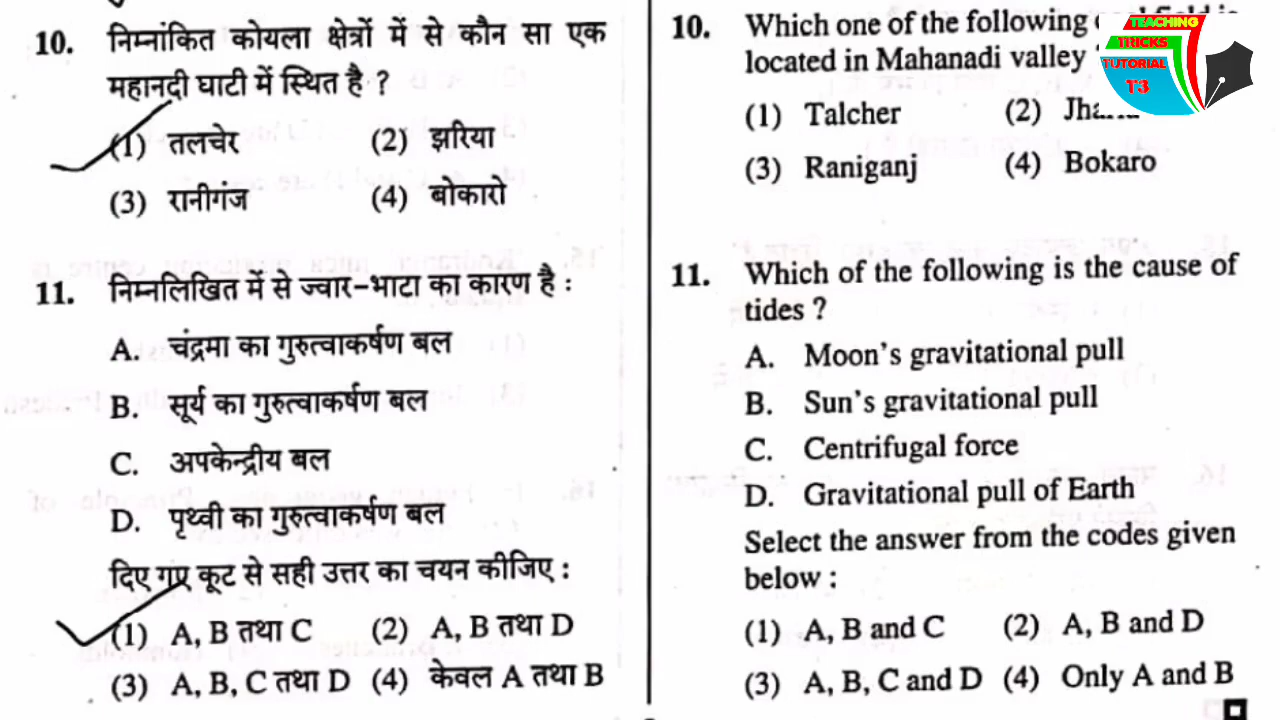 10. निम्नांकित कोयला क्षेत्रों में से कौन सा एक
महानदी घाटी में स्थित है ?
(1) तलचेर (2) झरिया
(3) रानीगंज (4) बोकारो
11. निम्नलिखित में से ज्वार-भाटा का कारण है :
A. चंद्रमा का गुरुत्वाकर्षण बल
B. सूर्य का गुरुत्वाकर्षण बल
C. अपकेन्द्रीय बल
D. पृथ्वी का गुरुत्वाकर्षण बल
दिए गए कूट से सही उत्तर का चयन कीजिए :
(1) A, B तथा C (2) A, B तथा D
(3) A, B, C तथा D (4) केवल A तथा B
10. Which one of the following
located in Mahanadi valley
(1) Talcher (2)
(3) Raniganj (4) Bokaro
11. Which of the following is the cause of
tides ?
A. Moon's gravitational pull
B. Sun's gravitational pull
C. Centrifugal force
D. Gravitational pull of Earth
Select the answer from the codes given
below :
(1) A, B and C (2) A, B and D
(3) A, B, C and D (4) Only A and B
TEACHING
TRICKS
TUTORIAL
T3